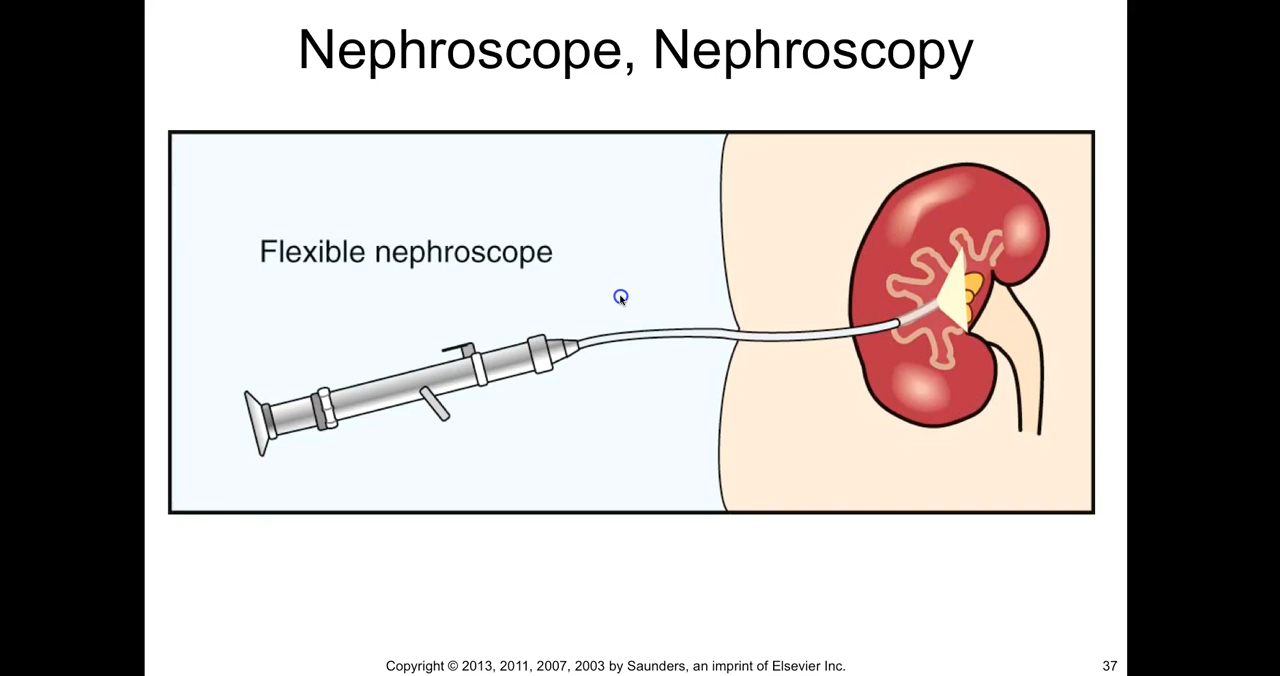 Nephroscope, Nephroscopy
Flexible nephroscope
Copyright © 2013, 2011, 2007, 2003 by Saunders, an imprint of Elsevier Inc.
37